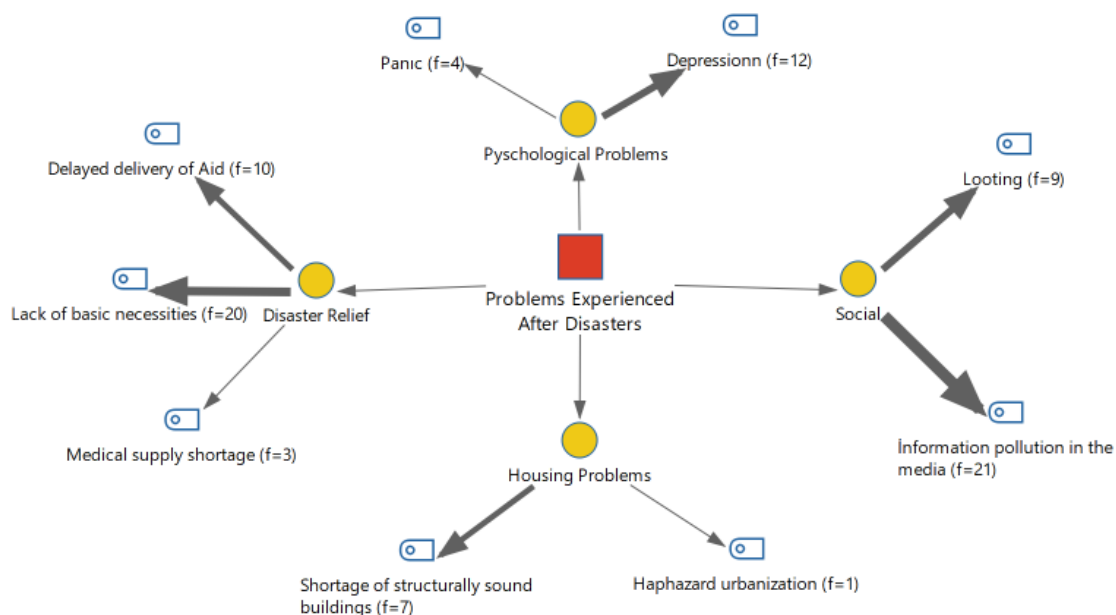 Panıc (f=4)
Depressionn (f=12)
Pyschological Problems
Delayed delivery of Aid (f=10)
Looting (f=9)
Lack of basic necessities (f=20)
Disaster Relief
Problems Experienced
After Disasters
Social
Medical supply shortage (f=3)
İnformation pollution in the
media (f=21)
Housing Problems
Shortage of structurally sound
buildings (f=7)
Haphazard urbanization (f=1)